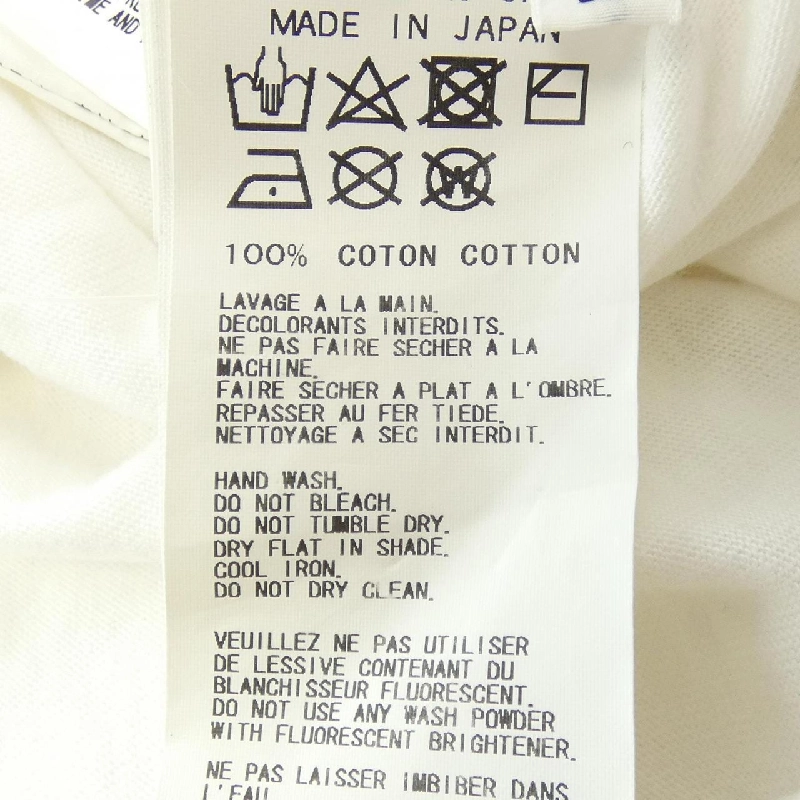 AND
MADE IN JAPAN
W
100% COTON COTTON
LAVAGE A LA MAIN.
DECOLORANTS INTERDITS.
NE PAS FAIRE SECHER A LA
MACHINE.
FAIRE SECHER A PLAT A L'OMBRE.
REPASSER AU FER TIEDE.
NETTOYAGE A SEC INTERDIT.
HAND WASH.
DO NOT BLEACH.
DO NOT TUMBLE DRY.
DRY FLAT IN SHADE.
COOL IRON.
DO NOT DRY CLEAN.
VEUILLEZ NE PAS UTILISER
DE LESSIVE CONTENANT DU
BLANCHISSEUR FLUORESCENT.
DO NOT USE ANY WASH POWDER
WITH FLUORESCENT BRIGHTENER.
NE PAS LAISSER IMBIBER DANS
L'EAU.